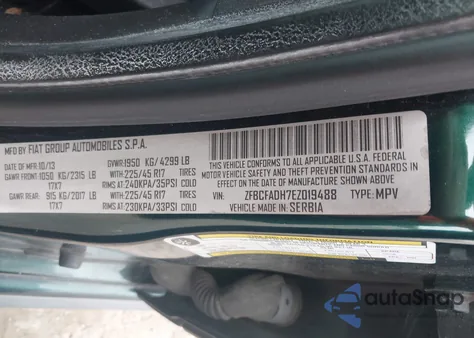 MFD BY FIAT GROUP AUTOMOBILES S.P.A.
DATE OF MFR 10/13 GVWR:1950 KG/ 4299 LB
GAWR FRONT 1050 KG/2315 LB WITH 225/45 R17
17X7 RIMS AT 240KPA/35PSI COLD
GAWR REAR: 915 KG/2017 LB WITH 225/45 R17
17X7 RIMS AT 230KPA/33PSI COLD
THIS VEHICLE CONFORMS TO ALL APPLICABLE FEDERAL
MOTOR VEHICLE SAFETY, BUMPER, AND THEFT PREVENTION
STANDARDS IN EFFECT ON THE DATE OF MANUFACTURE SHOWN ABOVE.
VIN: ZFBCFADH7EZ019488 TYPE: MPV
VEHICLE MADE IN: SERBIA
autoSnap